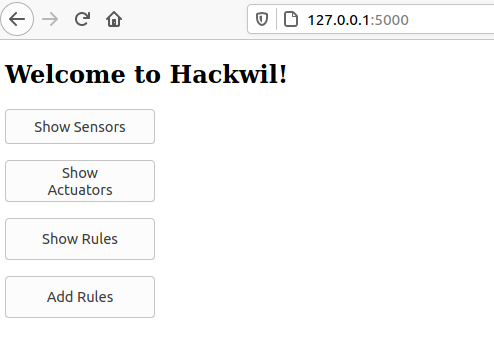 127.0.0.1:5000
Welcome to Hackwil!
Show Sensors
Show
Actuators
Show Rules
Add Rules